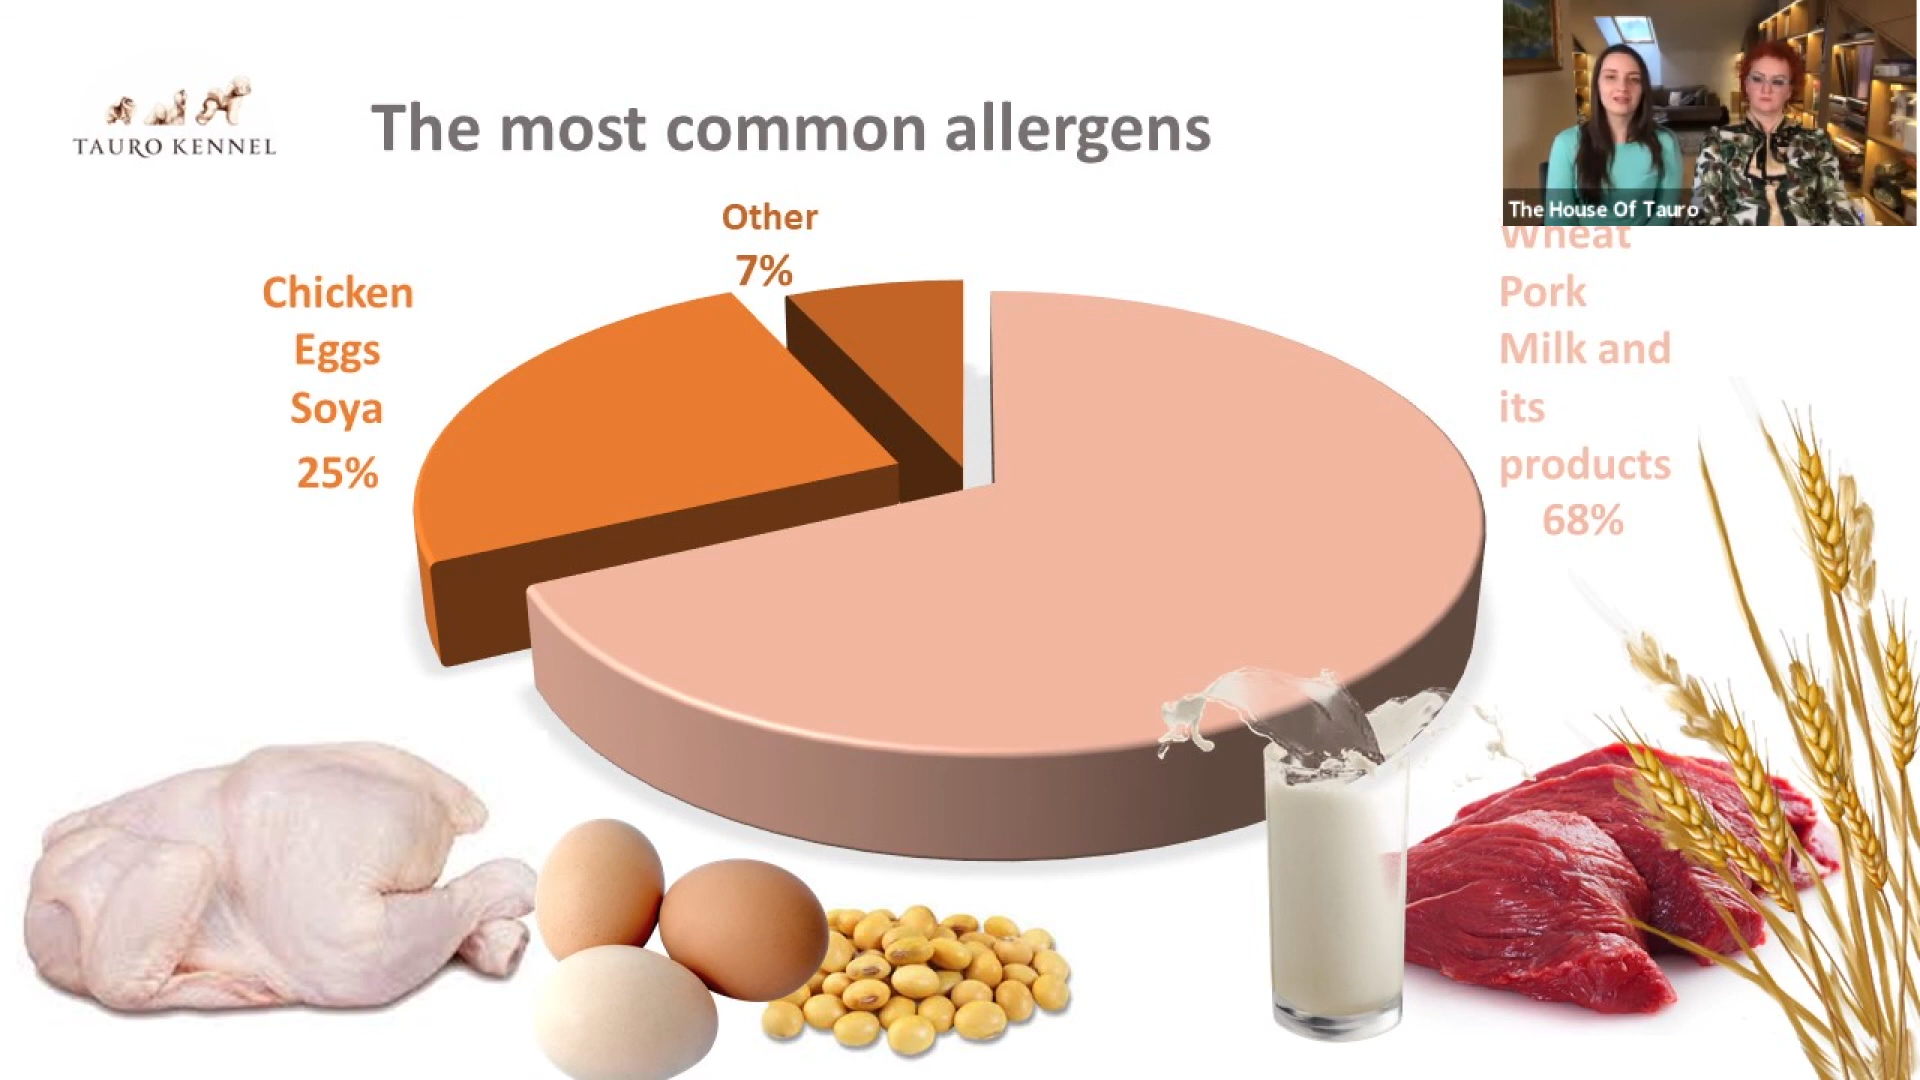 TAURO KENNEL
The most common allergens
The House Of Tauro
Other
7%
Chicken
Eggs
Soya
25%
Wheat
Pork
Milk and
its
products
68%